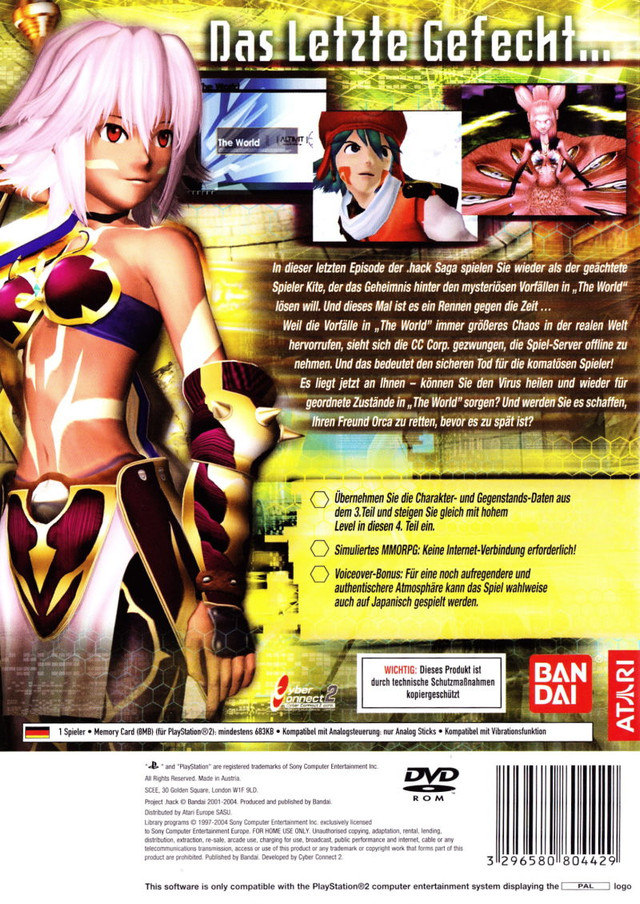 Das Letzte Gefecht...
The World
The World
ALTIMIT
In dieser letzten Episode der .hack Saga spielen Sie wieder als der geächtete
Spieler Kite, der das Geheimnis hinter den mysteriösen Vorfällen in „The World"
lösen will. Und dieses Mal ist es ein Rennen gegen die Zeit ...
Weil die Vorfälle in „The World" immer größeres Chaos in der realen Welt
hervorrufen, sieht sich die CC Corp. gezwungen, die Spiel-Server offline zu
nehmen. Und das bedeutet den sicheren Tod für die komatösen Spieler!
Es liegt jetzt an Ihnen – können Sie den Virus heilen und wieder für
geordnete Zustände in „The World" sorgen? Und werden Sie es schaffen,
Ihren Freund Orca zu retten, bevor es zu spät ist?
Übernehmen Sie die Charakter- und Gegenstands-Daten aus
dem 3.Teil und steigen Sie gleich mit hohem
Level in diesen 4. Teil ein.
Simuliertes MMORPG: Keine Internet-Verbindung erforderlich!
Voiceover-Bonus: Für eine noch aufregendere und
authentischere Atmosphäre kann das Spiel wahlweise
auch auf Japanisch gespielt werden.
Cyber
Connect 2
WICHTIG: Dieses Produkt ist
durch technische Schutzmaßnahmen
kopiergeschützt
BAN
DAI
ATARI
1 Spieler • Memory Card (8MB) (für PlayStation®2): mindestens 683KB • Kompatibel mit Analogsteuerung: nur Analog Sticks • Kompatibel mit Vibrationsfunktion
" " and "PlayStation" are registered trademarks of Sony Computer Entertainment Inc.
All Rights Reserved. Made in Austria.
SCEE, 30 Golden Square, London W1F 9LD.
Project .hack © Bandai 2001-2004. Produced and published by Bandai.
Distributed by Atari Europe SASU.
Library programs © 1997-2004 Sony Computer Entertainment Inc. exclusively licensed
to Sony Computer Entertainment Europe. FOR HOME USE ONLY. Unauthorised copying, adaptation, rental, lending,
distribution, extraction, re-sale, arcade use, charging for use, broadcast, public performance and internet, cable or any
telecommunications transmission, access or use of this product or any trademark or copyright work that forms part of this
product are prohibited. Published by Bandai. Developed by Cyber Connect 2.
DVD
ROM
3 296580 804429
This software is only compatible with the PlayStation®2 computer entertainment system displaying the PAL logo